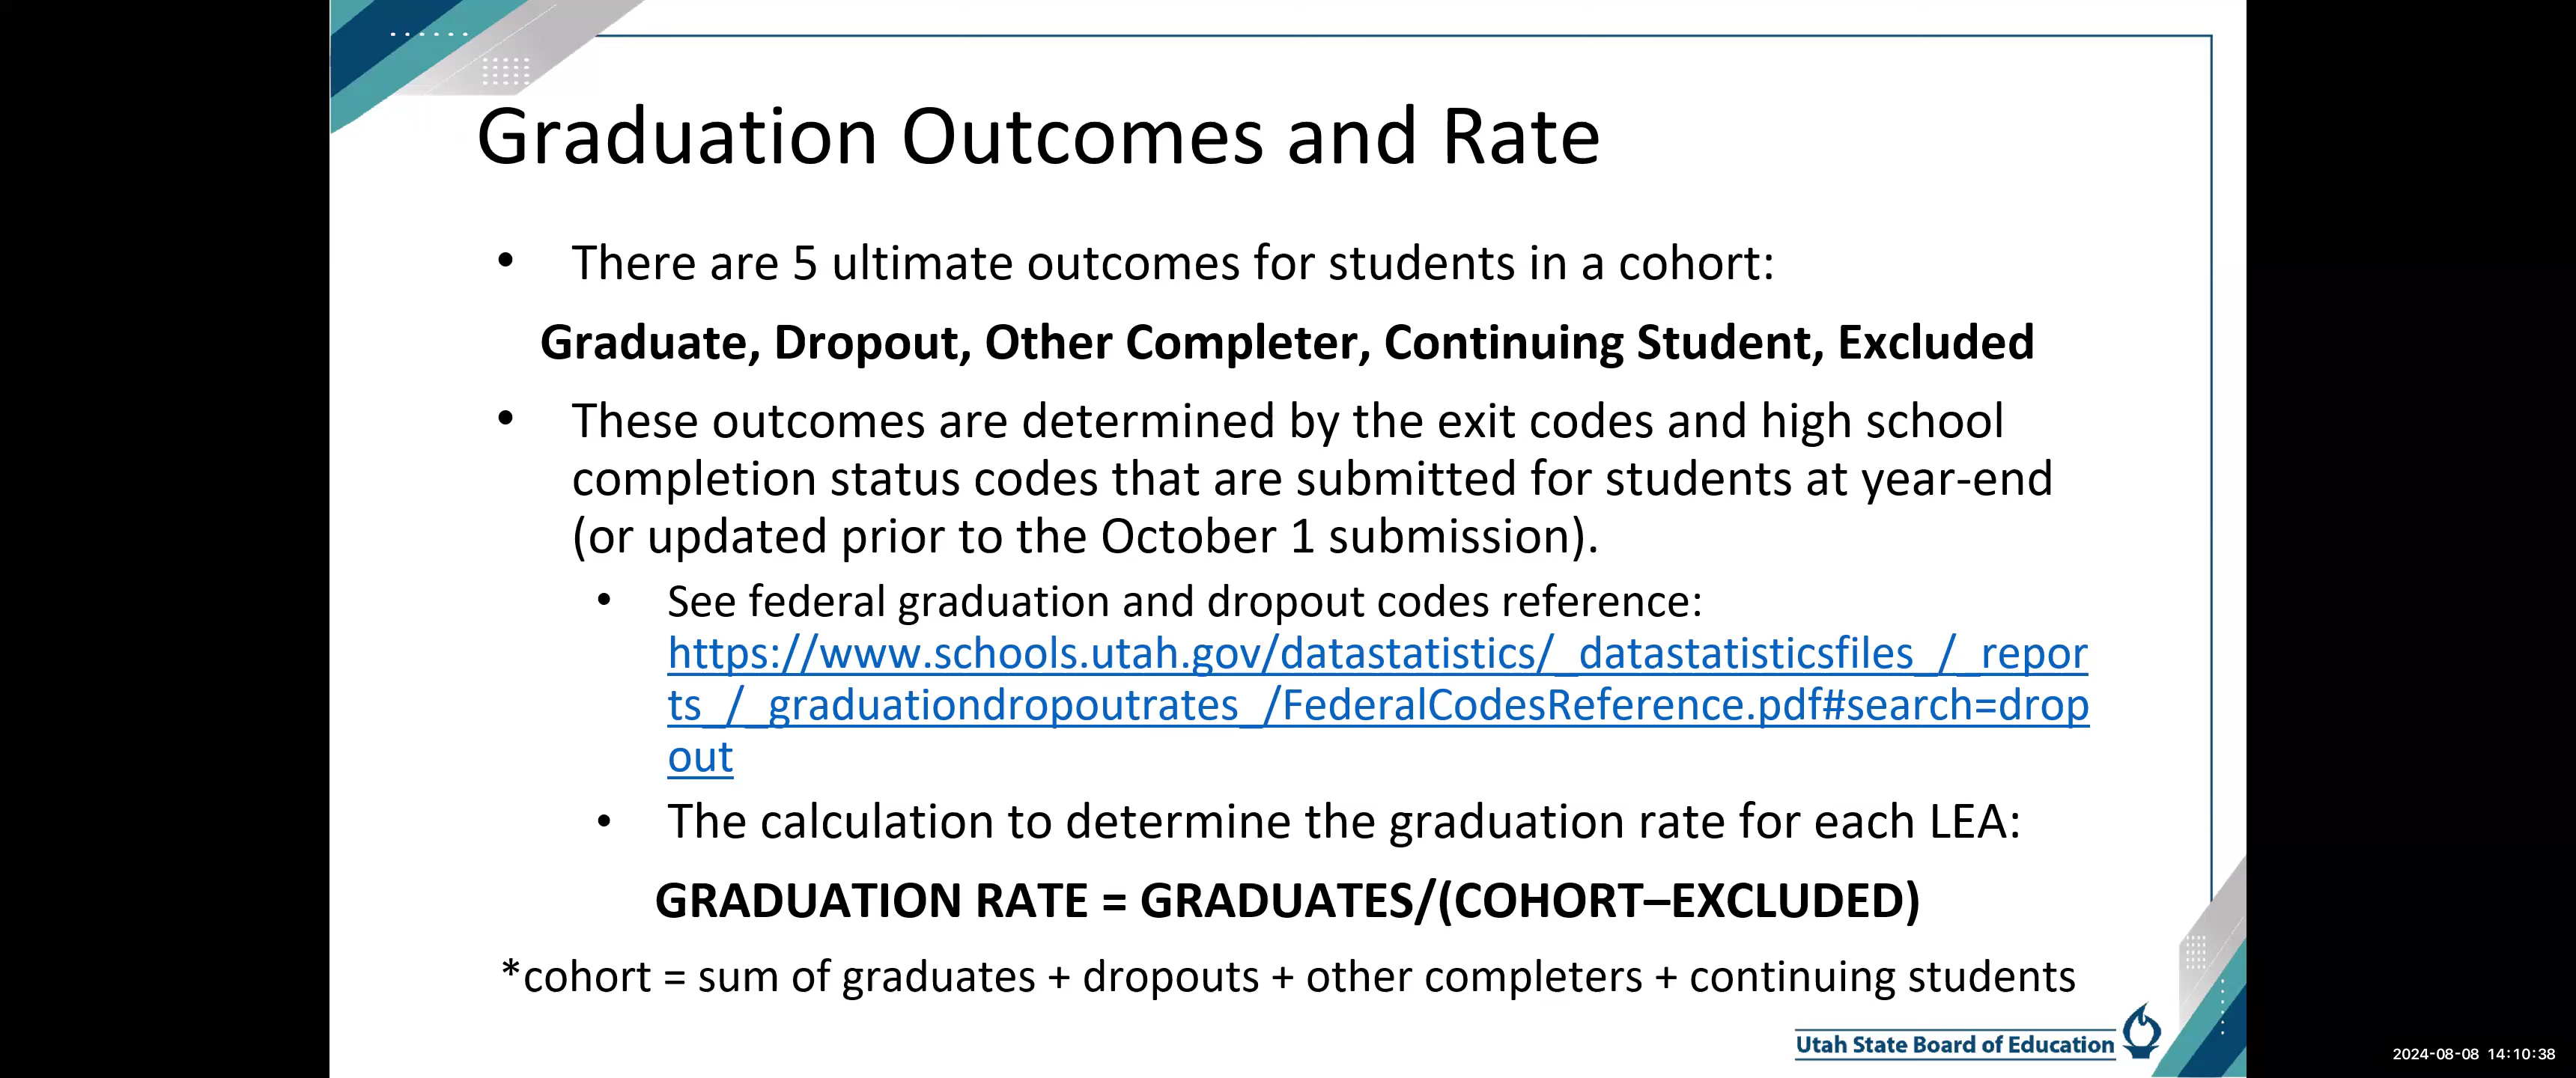 Graduation Outcomes and Rate
• There are 5 ultimate outcomes for students in a cohort:
Graduate, Dropout, Other Completer, Continuing Student, Excluded
• These outcomes are determined by the exit codes and high school
completion status codes that are submitted for students at year-end
(or updated prior to the October 1 submission).
• See federal graduation and dropout codes reference:
https://www.schools.utah.gov/datastatistics/_datastatisticsfiles_/_repor
ts_/_graduationdropoutrates_/FederalCodesReference.pdf#search=drop
out
• The calculation to determine the graduation rate for each LEA:
GRADUATION RATE = GRADUATES/(COHORT–EXCLUDED)
*cohort = sum of graduates + dropouts + other completers + continuing students
Utah State Board of Education
2024-08-08 14:10:38